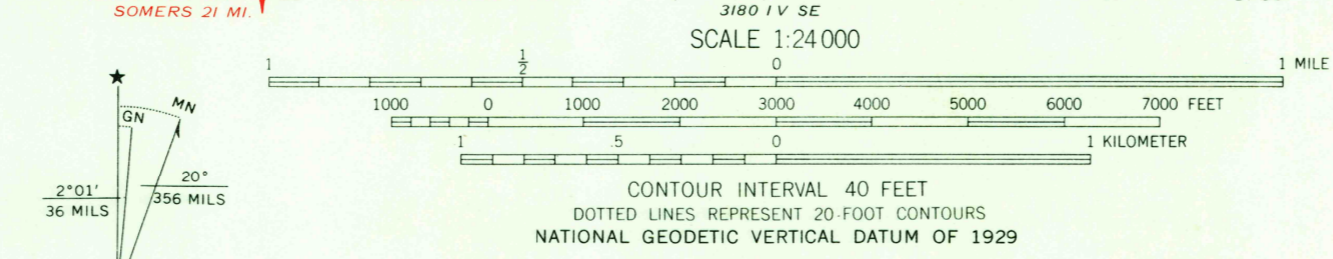 SOMERS 21 MI.
3180 IV SE
SCALE 1:24 000
1 ½ 0 1 MILE
1000 0 1000 2000 3000 4000 5000 6000 7000 FEET
1 .5 0 1 KILOMETER
CONTOUR INTERVAL 40 FEET
DOTTED LINES REPRESENT 20-FOOT CONTOURS
NATIONAL GEODETIC VERTICAL DATUM OF 1929
★
GN
MN
2°01′
36 MILS
20°
356 MILS